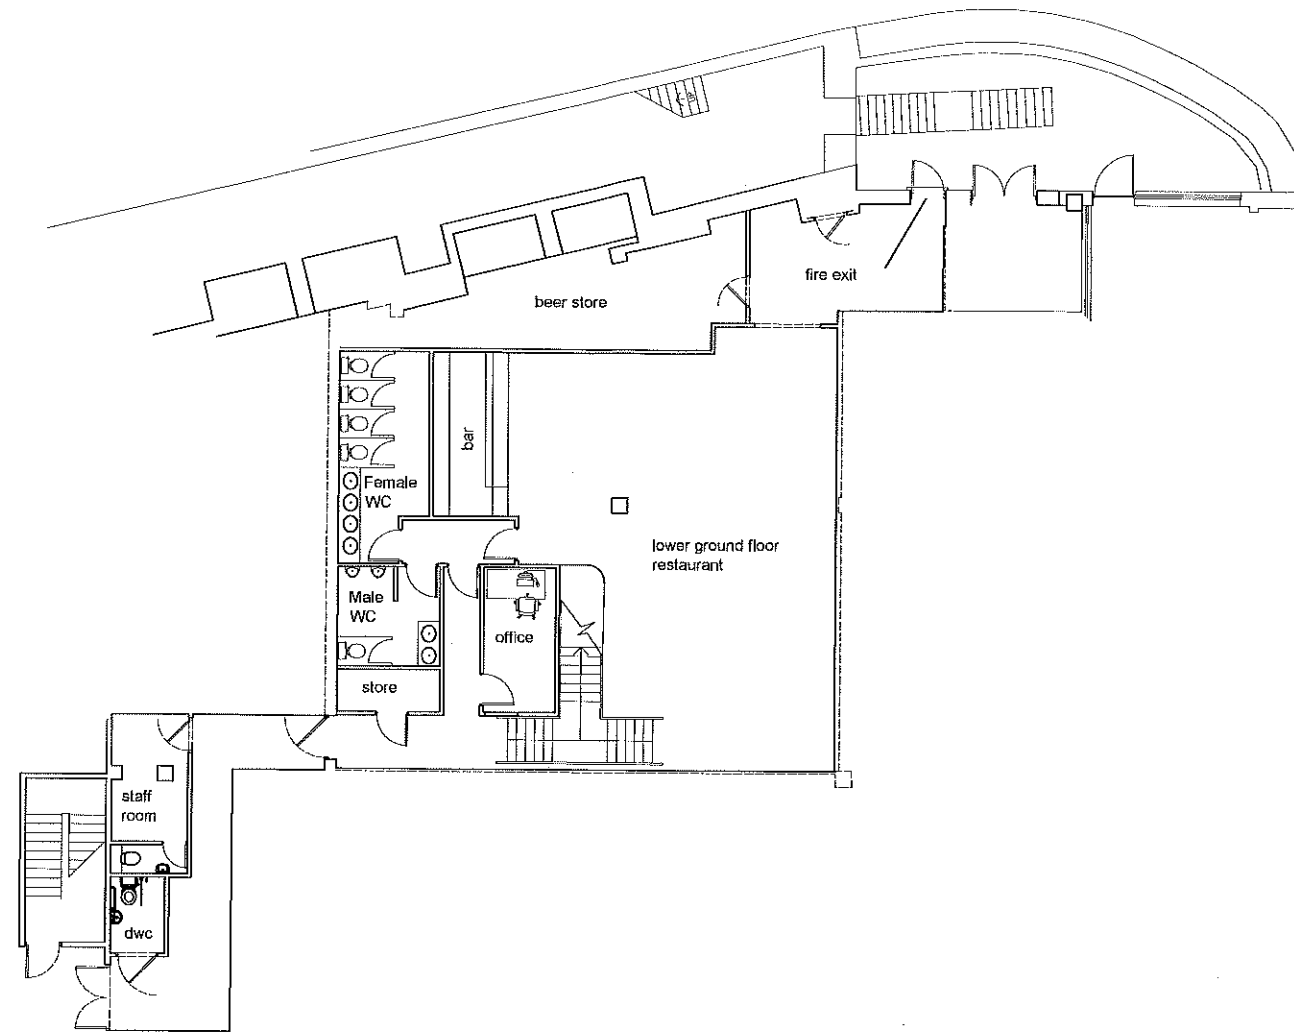 fire exit
beer store
bar
Female
WC
lower ground floor
restaurant
Male
WC
office
store
staff
room
dwc